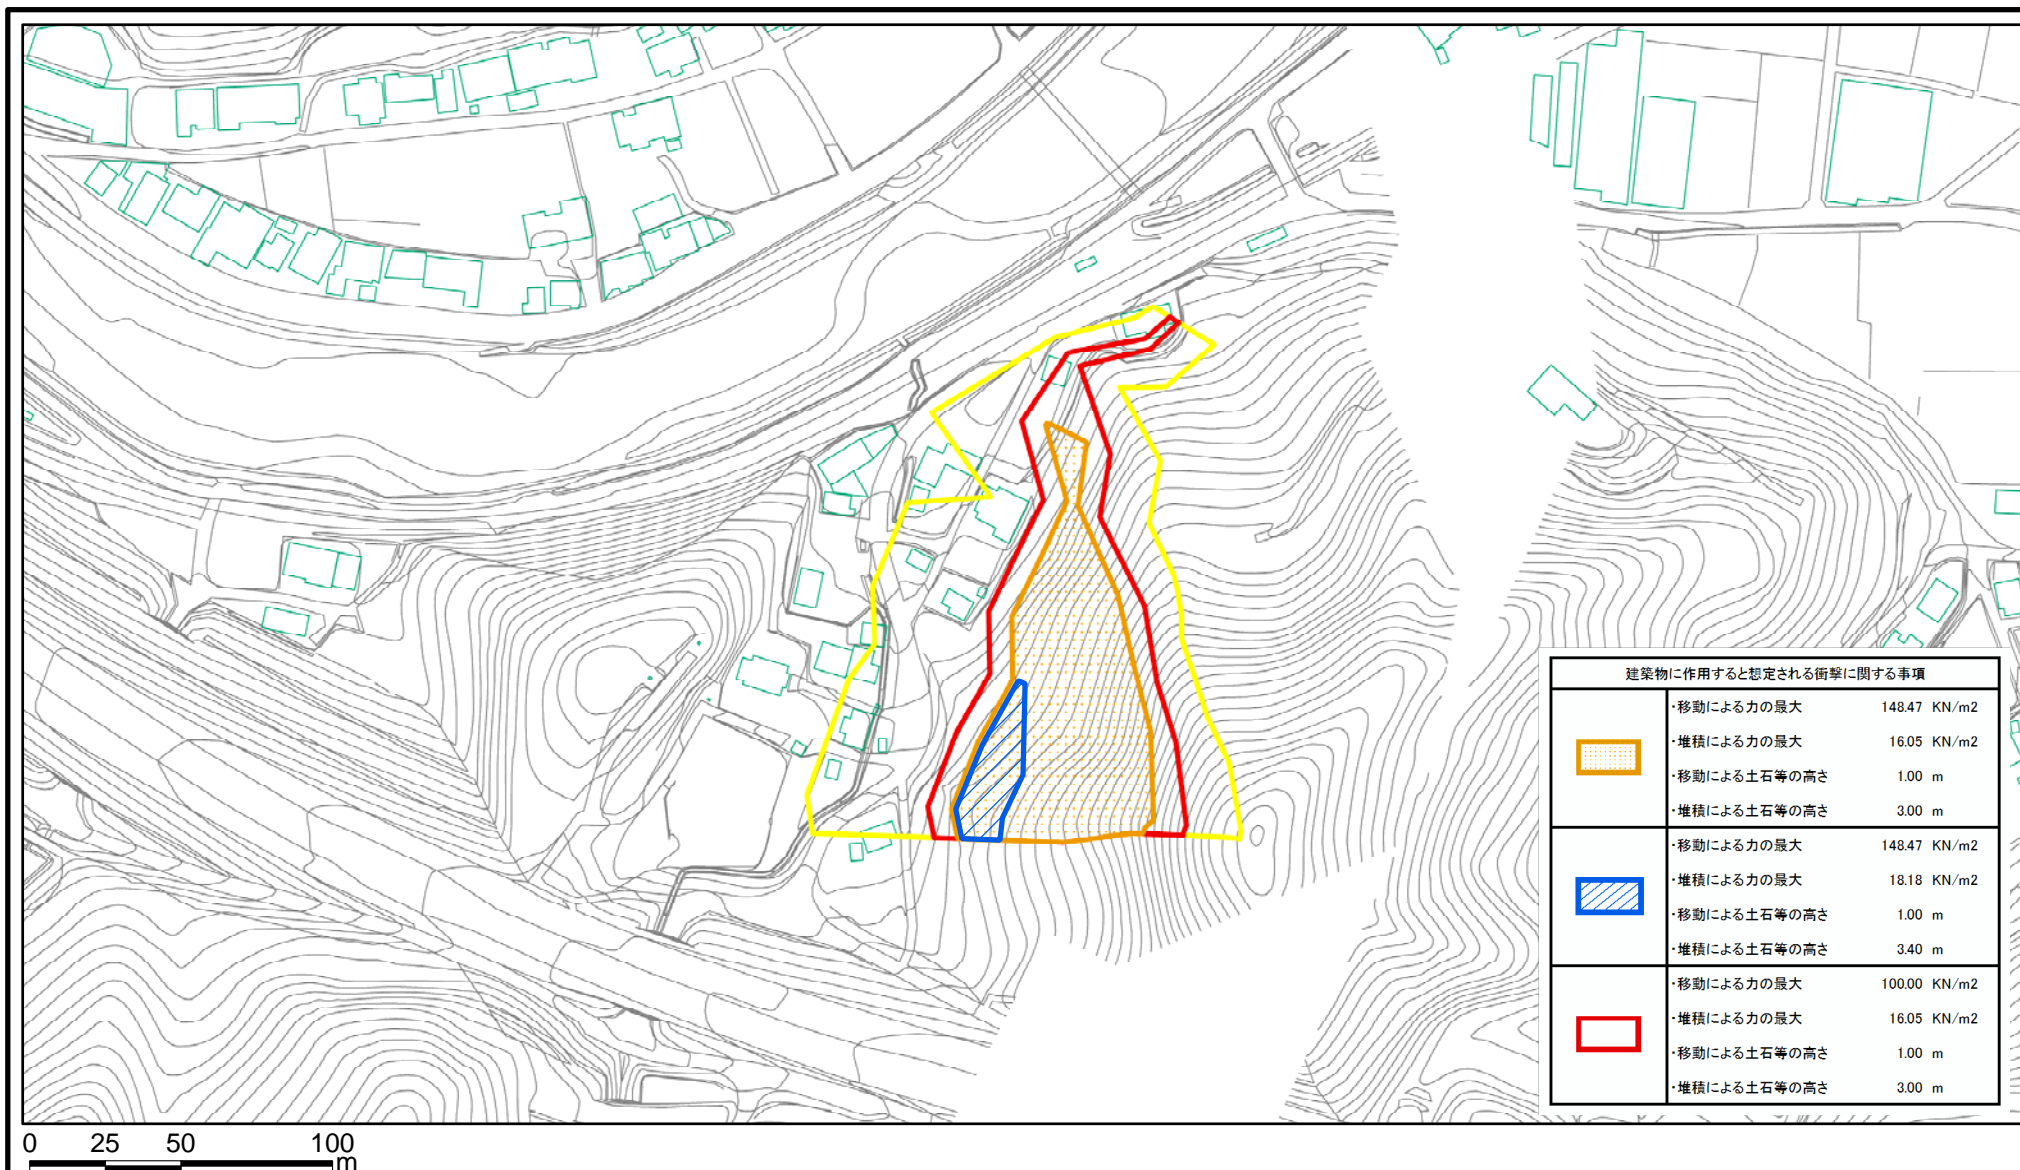 建築物に作用すると想定される衝撃に関する事項
・移動による力の最大 148.47 KN/m2
・堆積による力の最大 16.05 KN/m2
・移動による土石等の高さ 1.00 m
・堆積による土石等の高さ 3.00 m
・移動による力の最大 148.47 KN/m2
・堆積による力の最大 18.18 KN/m2
・移動による土石等の高さ 1.00 m
・堆積による土石等の高さ 3.40 m
・移動による力の最大 100.00 KN/m2
・堆積による力の最大 16.05 KN/m2
・移動による土石等の高さ 1.00 m
・堆積による土石等の高さ 3.00 m
0 25 50 100
m